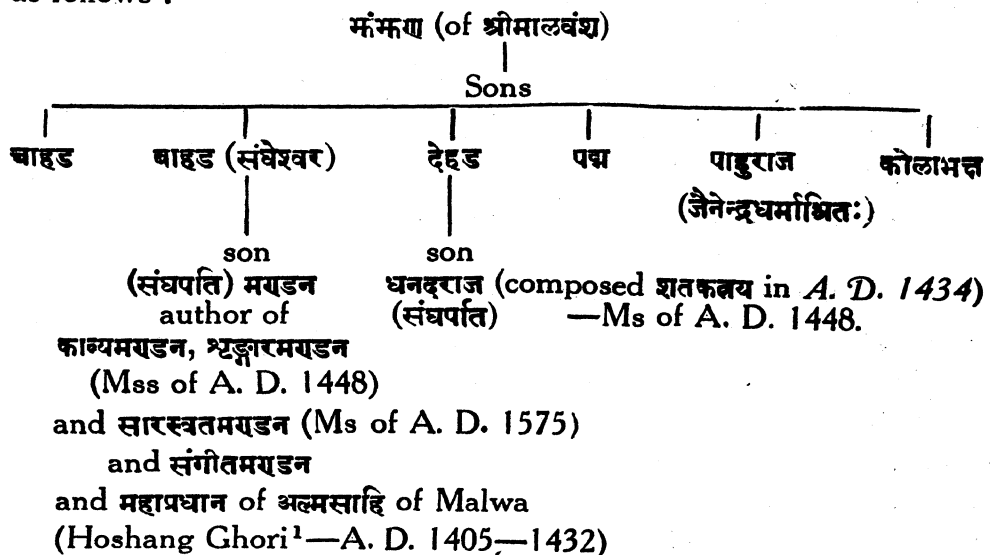 as follows :
झंझण (of श्रीमालवंश)
Sons
चाहड बाहड (संघेश्वर) देहड पद्म पाहुराज कोलाभक्ष
(जैनेन्द्रधर्माश्रितः)
son son
(संघपति) मण्डन धनदराज (composed शतकत्रय in A. D. 1434)
author of (संघपति) —Ms of A. D. 1448.
काव्यमण्डन, शृङ्गारमण्डन
(Mss of A. D. 1448)
and सारस्वतमण्डन (Ms of A. D. 1575)
and संगीतमण्डन
and महाप्रधान of अल्मसाहि of Malwa
(Hoshang Ghori¹—A. D. 1405—1432)